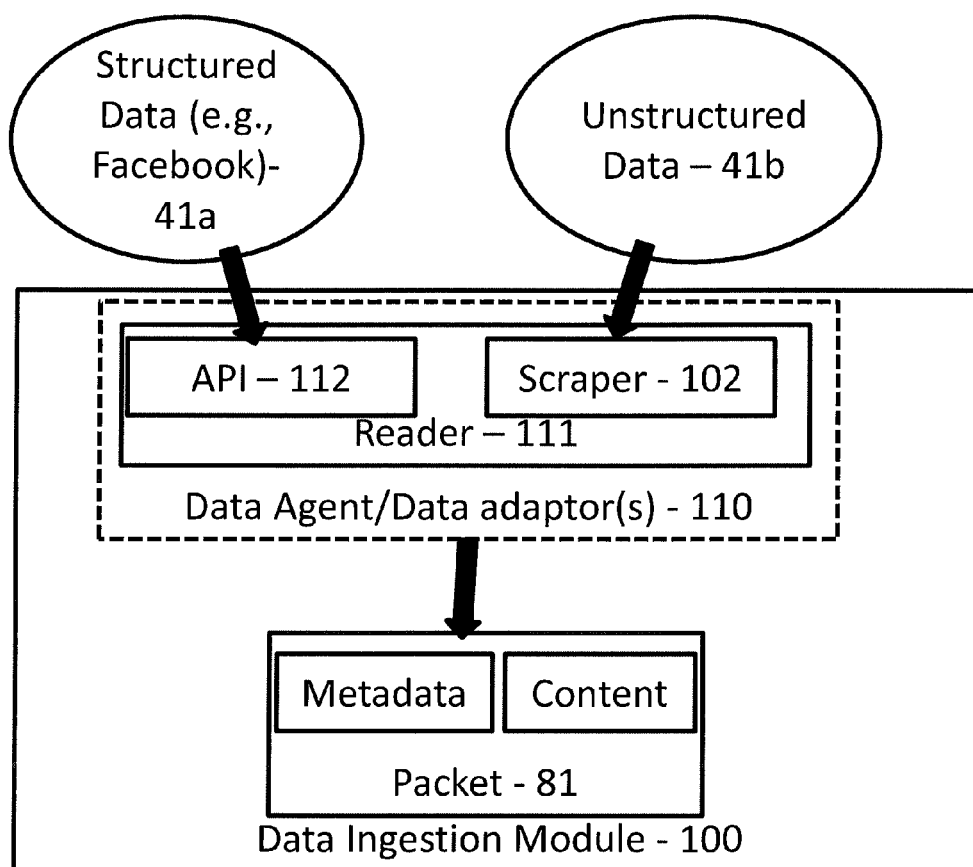 Structured
Data (e.g.,
Facebook)-
41a
Unstructured
Data – 41b
API – 112
Scraper - 102
Reader – 111
Data Agent/Data adaptor(s) - 110
Metadata
Content
Packet - 81
Data Ingestion Module - 100